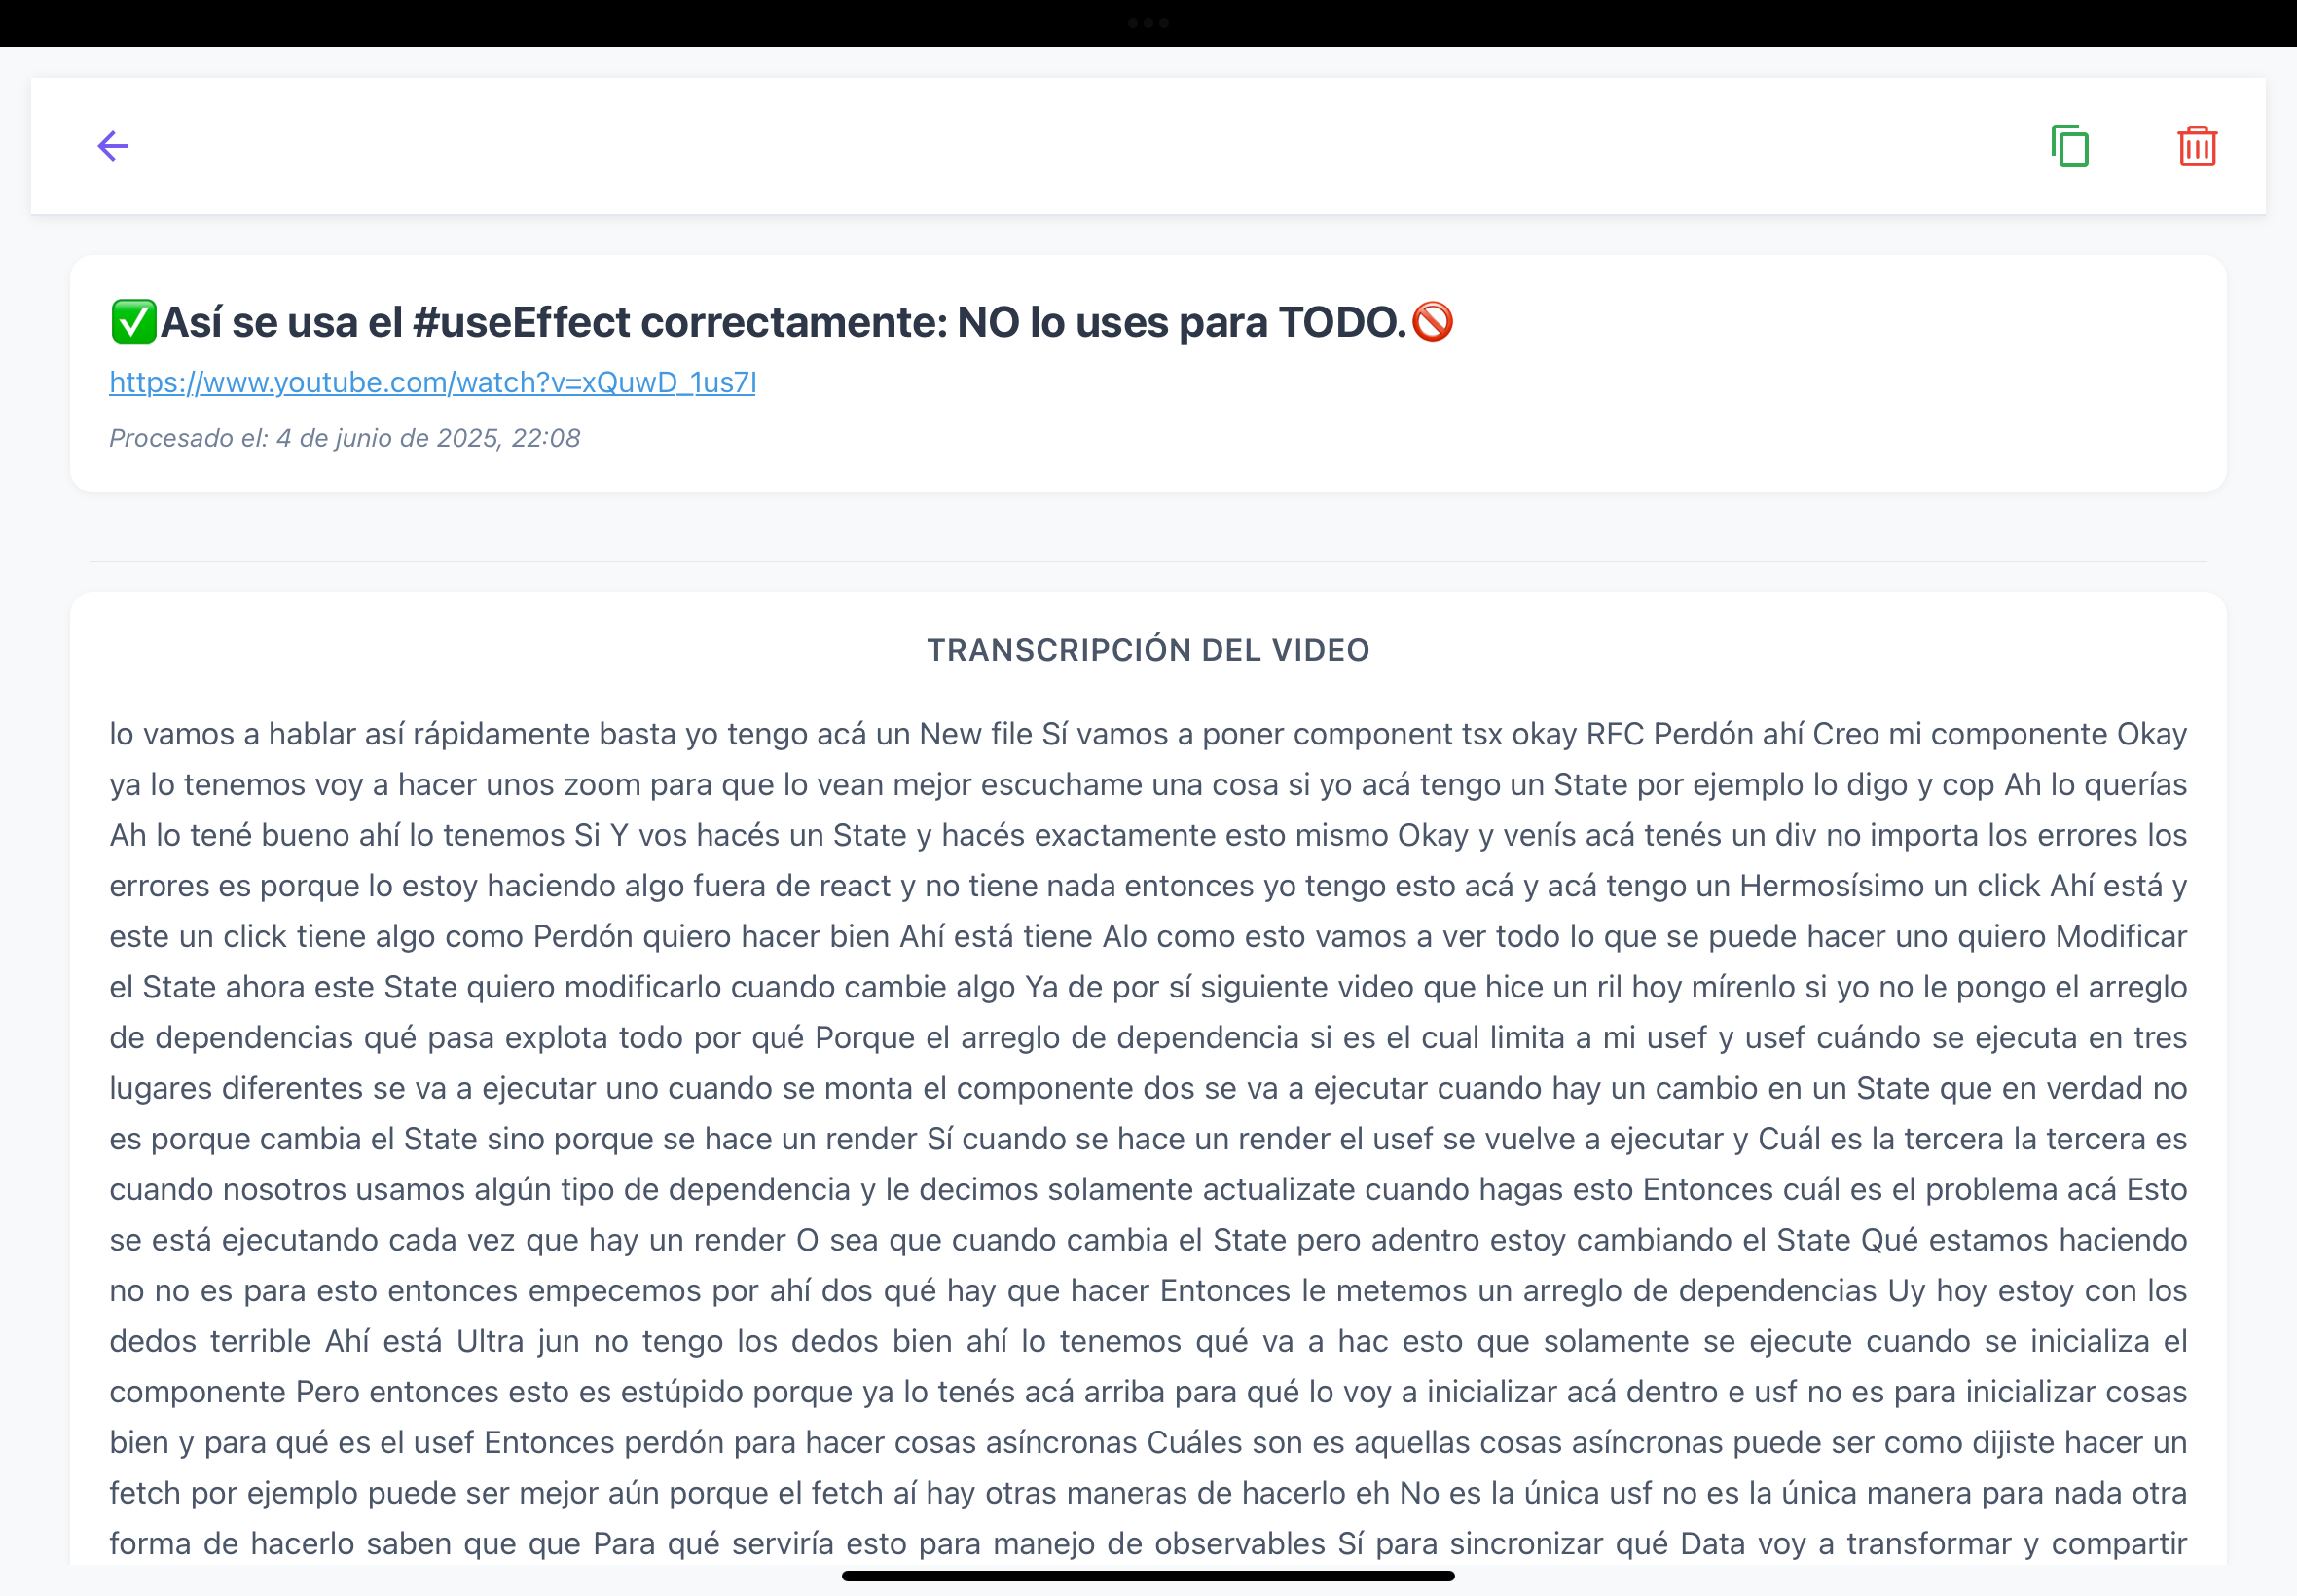 ✅Así se usa el #useEffect correctamente: NO lo uses para TODO.🚫
https://www.youtube.com/watch?v=xQuwD_1us7I
Procesado el: 4 de junio de 2025, 22:08
TRANSCRIPCIÓN DEL VIDEO
lo vamos a hablar así rápidamente basta yo tengo acá un New file Sí vamos a poner component tsx okay RFC Perdón ahí Creo mi componente Okay
ya lo tenemos voy a hacer unos zoom para que lo vean mejor escuchame una cosa si yo acá tengo un State por ejemplo lo digo y cop Ah lo querías
Ah lo tené bueno ahí lo tenemos Si Y vos hacés un State y hacés exactamente esto mismo Okay y venís acá tenés un div no importa los errores los
errores es porque lo estoy haciendo algo fuera de react y no tiene nada entonces yo tengo esto acá y acá tengo un Hermosísimo un click Ahí está y
este un click tiene algo como Perdón quiero hacer bien Ahí está tiene Alo como esto vamos a ver todo lo que se puede hacer uno quiero Modificar
el State ahora este State quiero modificarlo cuando cambie algo Ya de por sí siguiente video que hice un ril hoy mírenlo si yo no le pongo el arreglo
de dependencias qué pasa explota todo por qué Porque el arreglo de dependencia si es el cual limita a mi usef y usef cuándo se ejecuta en tres
lugares diferentes se va a ejecutar uno cuando se monta el componente dos se va a ejecutar cuando hay un cambio en un State que en verdad no
es porque cambia el State sino porque se hace un render Sí cuando se hace un render el usef se vuelve a ejecutar y Cuál es la tercera la tercera es
cuando nosotros usamos algún tipo de dependencia y le decimos solamente actualizate cuando hagas esto Entonces cuál es el problema acá Esto
se está ejecutando cada vez que hay un render O sea que cuando cambia el State pero adentro estoy cambiando el State Qué estamos haciendo
no no es para esto entonces empecemos por ahí dos qué hay que hacer Entonces le metemos un arreglo de dependencias Uy hoy estoy con los
dedos terrible Ahí está Ultra jun no tengo los dedos bien ahí lo tenemos qué va a hac esto que solamente se ejecute cuando se inicializa el
componente Pero entonces esto es estúpido porque ya lo tenés acá arriba para qué lo voy a inicializar acá dentro e usf no es para inicializar cosas
bien y para qué es el usef Entonces perdón para hacer cosas asíncronas Cuáles son es aquellas cosas asíncronas puede ser como dijiste hacer un
fetch por ejemplo puede ser mejor aún porque el fetch aí hay otras maneras de hacerlo eh No es la única usf no es la única manera para nada otra
forma de hacerlo saben que que Para qué serviría esto para manejo de observables Sí para sincronizar qué Data voy a transformar y compartir